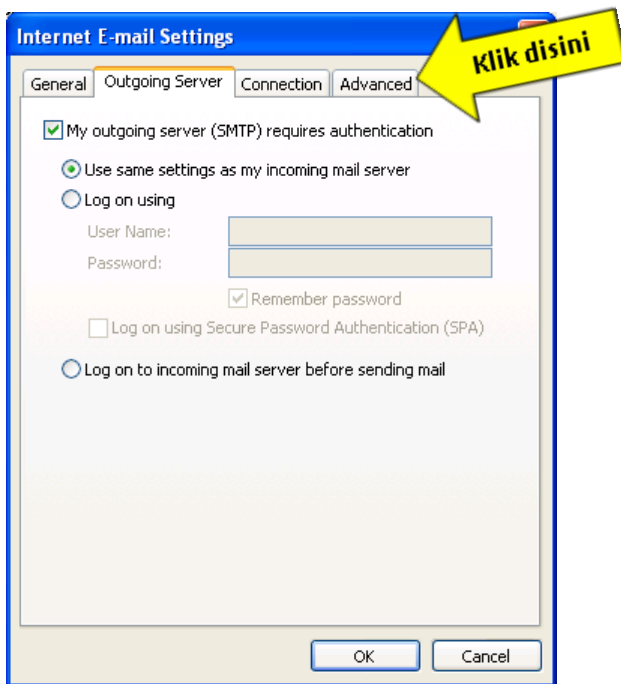 Internet E-mail Settings
Klik disini
General Outgoing Server Connection Advanced
My outgoing server (SMTP) requires authentication
Use same settings as my incoming mail server
Log on using
User Name:
Password:
Remember password
Log on using Secure Password Authentication (SPA)
Log on to incoming mail server before sending mail
OK Cancel